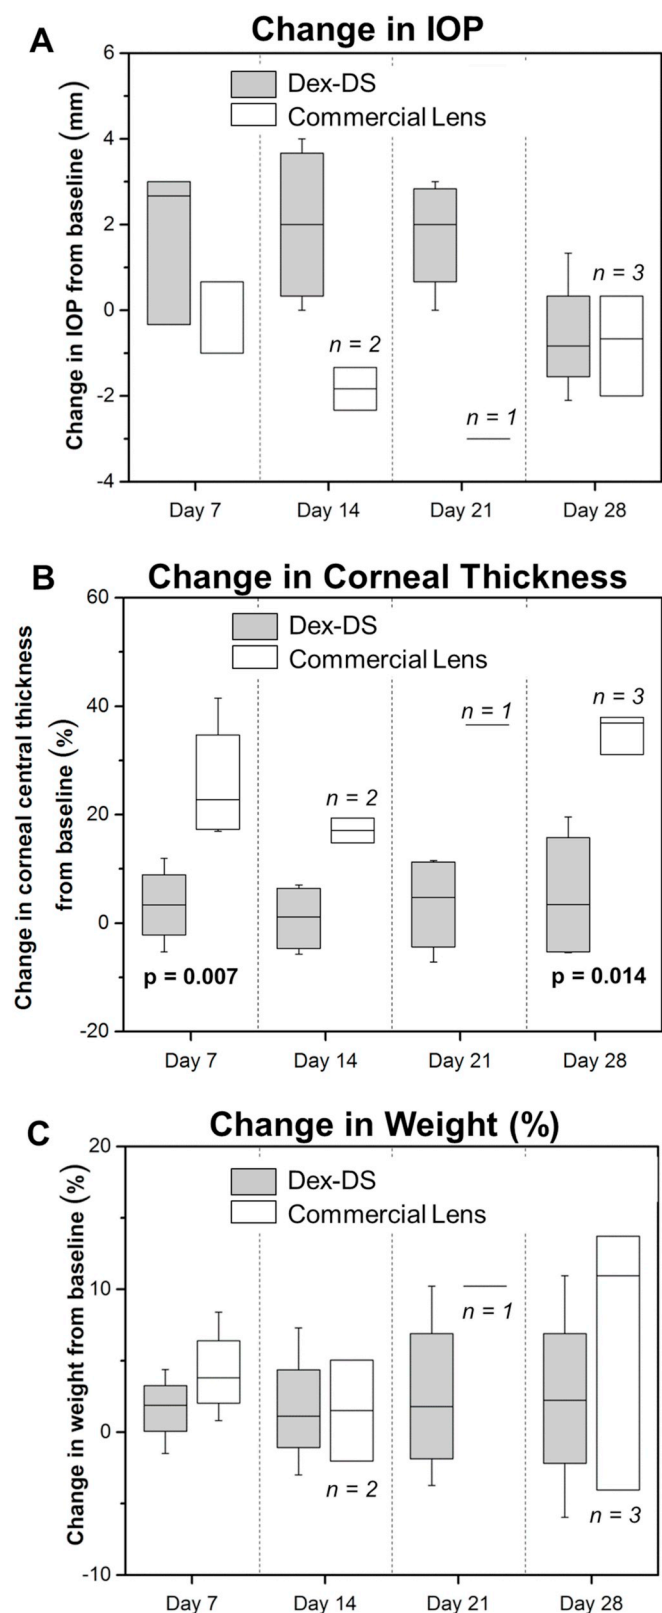 A
Change in IOP
Change in IOP from baseline (mm)
6
4
2
0
-2
-4
Dex-DS
Commercial Lens
n = 2
n = 1
n = 3
Day 7
Day 14
Day 21
Day 28
B
Change in Corneal Thickness
Change in corneal central thickness
from baseline (%)
60
40
20
0
-20
Dex-DS
Commercial Lens
n = 2
n = 1
n = 3
p = 0.007
p = 0.014
Day 7
Day 14
Day 21
Day 28
C
Change in Weight (%)
Change in weight from baseline (%)
20
10
0
-10
Dex-DS
Commercial Lens
n = 2
n = 1
n = 3
Day 7
Day 14
Day 21
Day 28